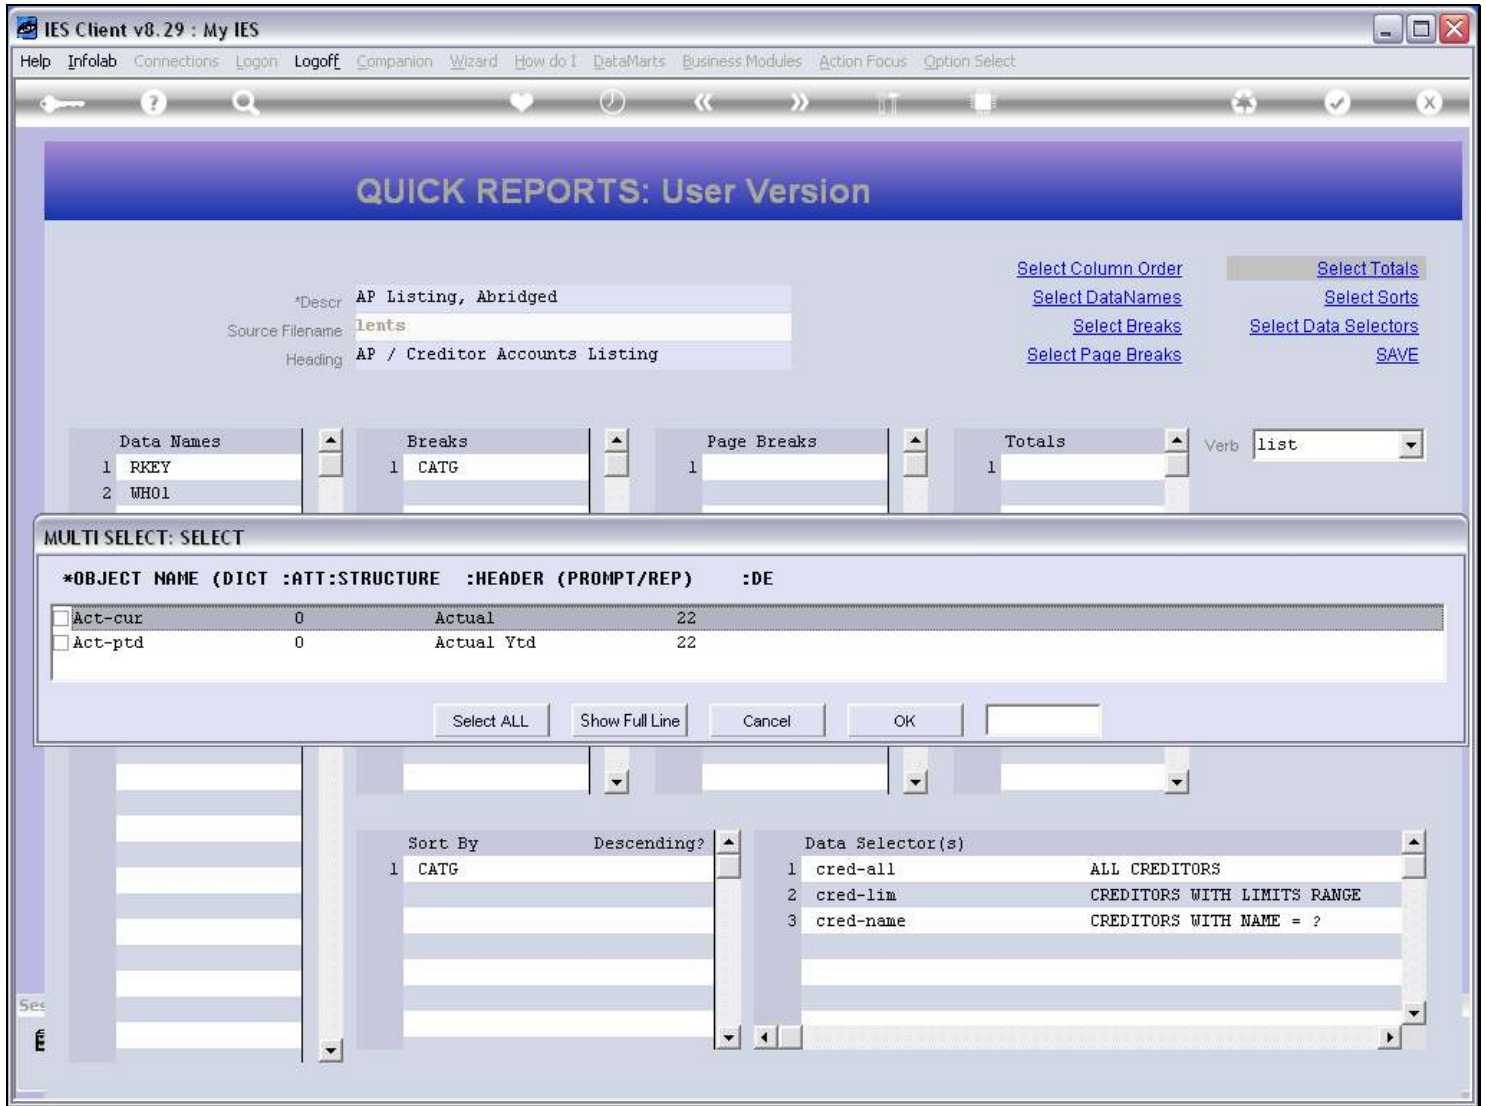 IES Client v8.29 : My IES
Help Infolab Connections Logon Logoff Companion Wizard How do I DataMarts Business Modules Action Focus Option Select
QUICK REPORTS: User Version
Select Column Order Select Totals
*Descr AP Listing, Abridged Select DataNames Select Sorts
Source Filename lents Select Breaks Select Data Selectors
Heading AP / Creditor Accounts Listing Select Page Breaks SAVE
Data Names Breaks Page Breaks Totals Verb list
1 RKEY 1 CATG 1 1
2 WHO1
MULTI SELECT: SELECT
*OBJECT NAME (DICT :ATT:STRUCTURE :HEADER (PROMPT/REP) :DE
Act-cur 0 Actual 22
Act-ptd 0 Actual Ytd 22
Select ALL Show Full Line Cancel OK
Sort By Descending? Data Selector(s)
1 CATG 1 cred-all ALL CREDITORS
2 cred-lim CREDITORS WITH LIMITS RANGE
3 cred-name CREDITORS WITH NAME = ?
Ses